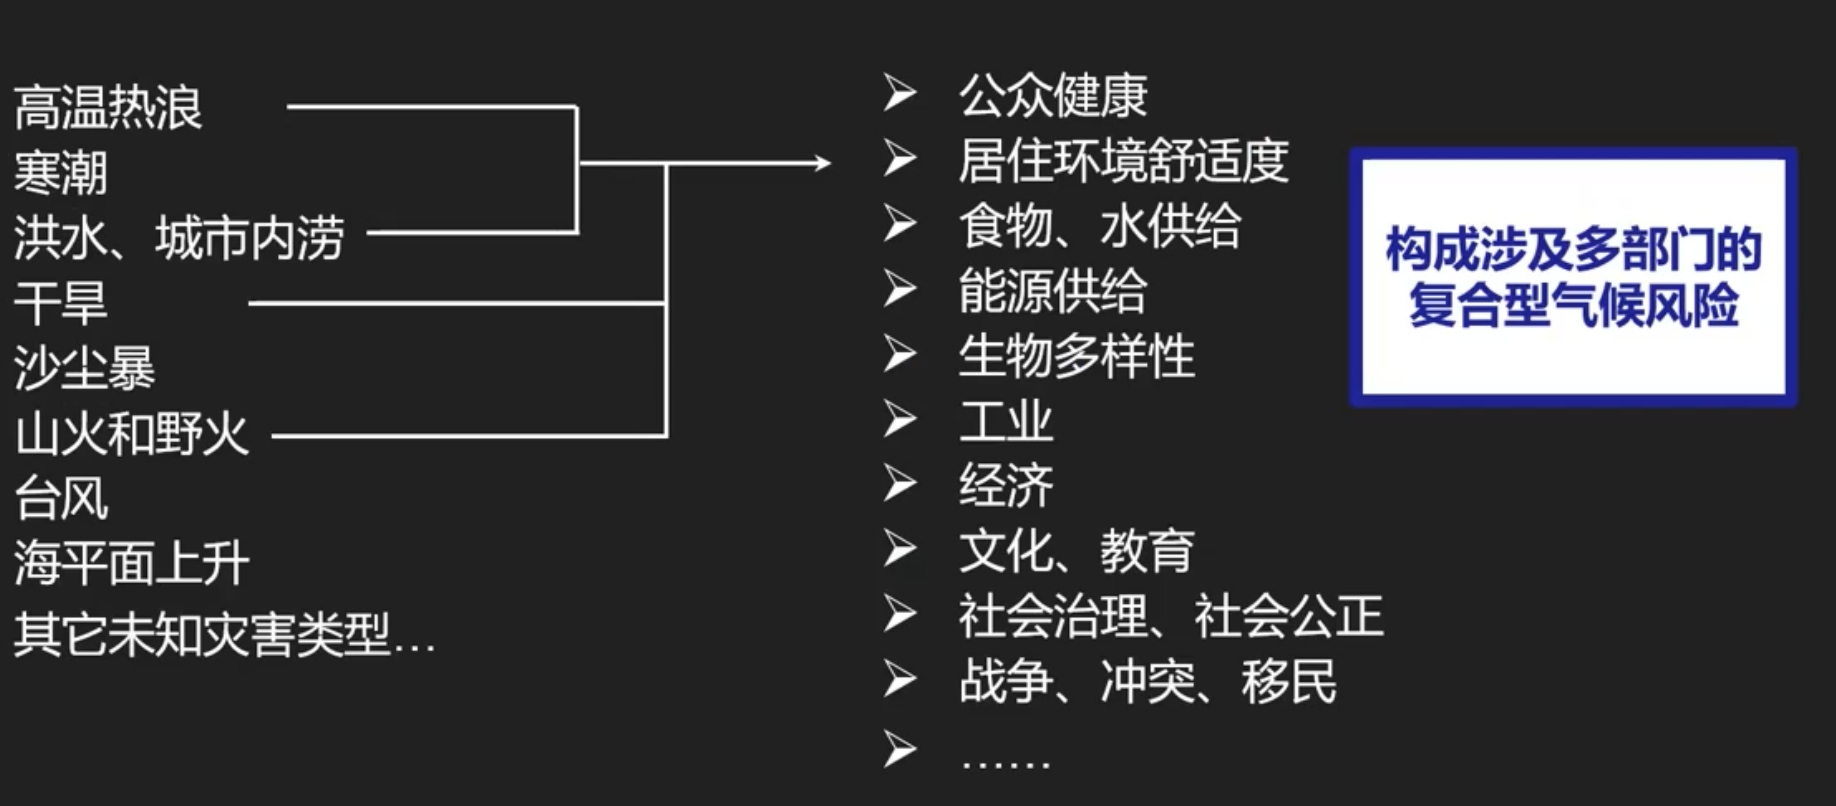 高温热浪
寒潮
洪水、城市内涝
干旱
沙尘暴
山火和野火
台风
海平面上升
其它未知灾害类型...
公众健康
居住环境舒适度
食物、水供给
能源供给
生物多样性
工业
经济
文化、教育
社会治理、社会公正
战争、冲突、移民
......
构成涉及多部门的
复合型气候风险